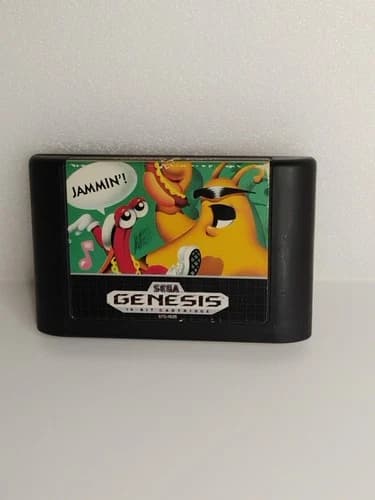 JAMMIN'!
SEGA
GENESIS
16-BIT CARTRIDGE